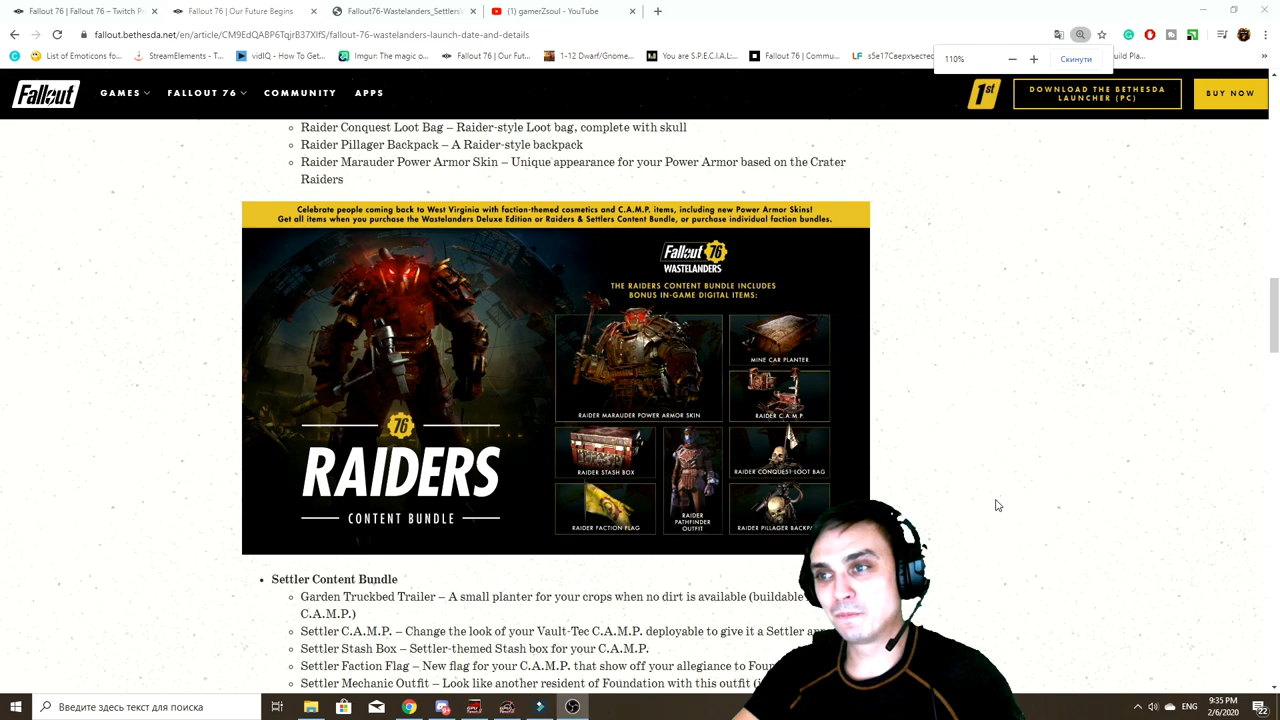 Fallout 76 | Fallout 76 – Twitch P
Fallout 76 | Our Future Begins
Fallout76-Wastelanders_Settlers
(1) gamerZsoul - YouTube
fallout.bethesda.net/en/article/CM9EdQABP6TqjrB37XlfS/fallout-76-wastelanders-launch-date-and-details
List of Emoticons fo...
StreamElements - T...
vidIQ - How To Get...
Imgur: The magic o...
Fallout 76 | Our Fut...
1-12 Dwarf/Gnome...
You are S.P.E.C.I.A.L:...
Fallout 76 | Commu...
110%
Скинути
Fallout
GAMES
FALLOUT 76
COMMUNITY
APPS
1st
DOWNLOAD THE BETHESDA
LAUNCHER (PC)
BUY NOW
Raider Conquest Loot Bag – Raider-style Loot bag, complete with skull
Raider Pillager Backpack – A Raider-style backpack
Raider Marauder Power Armor Skin – Unique appearance for your Power Armor based on the Crater
Raiders
Celebrate people coming back to West Virginia with faction-themed cosmetics and C.A.M.P. items, including new Power Armor Skins!
Get all items when you purchase the Wastelanders Deluxe Edition or Raiders & Settlers Content Bundle, or purchase individual faction bundles.
Fallout 76
WASTELANDERS
THE RAIDERS CONTENT BUNDLE INCLUDES
BONUS IN-GAME DIGITAL ITEMS:
RAIDER MARAUDER POWER ARMOR SKIN
MINE CAR PLANTER
RAIDER C.A.M.P.
RAIDER STASH BOX
RAIDER CONQUEST LOOT BAG
RAIDER FACTION FLAG
RAIDER
PATHFINDER
OUTFIT
RAIDER PILLAGER BACKP
76
RAIDERS
CONTENT BUNDLE
Settler Content Bundle
Garden Truckbed Trailer – A small planter for your crops when no dirt is available (buildable
C.A.M.P.)
Settler C.A.M.P. – Change the look of your Vault-Tec C.A.M.P. deployable to give it a Settler
Settler Stash Box – Settler-themed Stash box for your C.A.M.P.
Settler Faction Flag – New flag for your C.A.M.P. that show off your allegiance to
Settler Mechanic Outfit – Look like another resident of Foundation with this outfit
Введите здесь текст для поиска
ENG
9:35 PM
2/6/2020
22